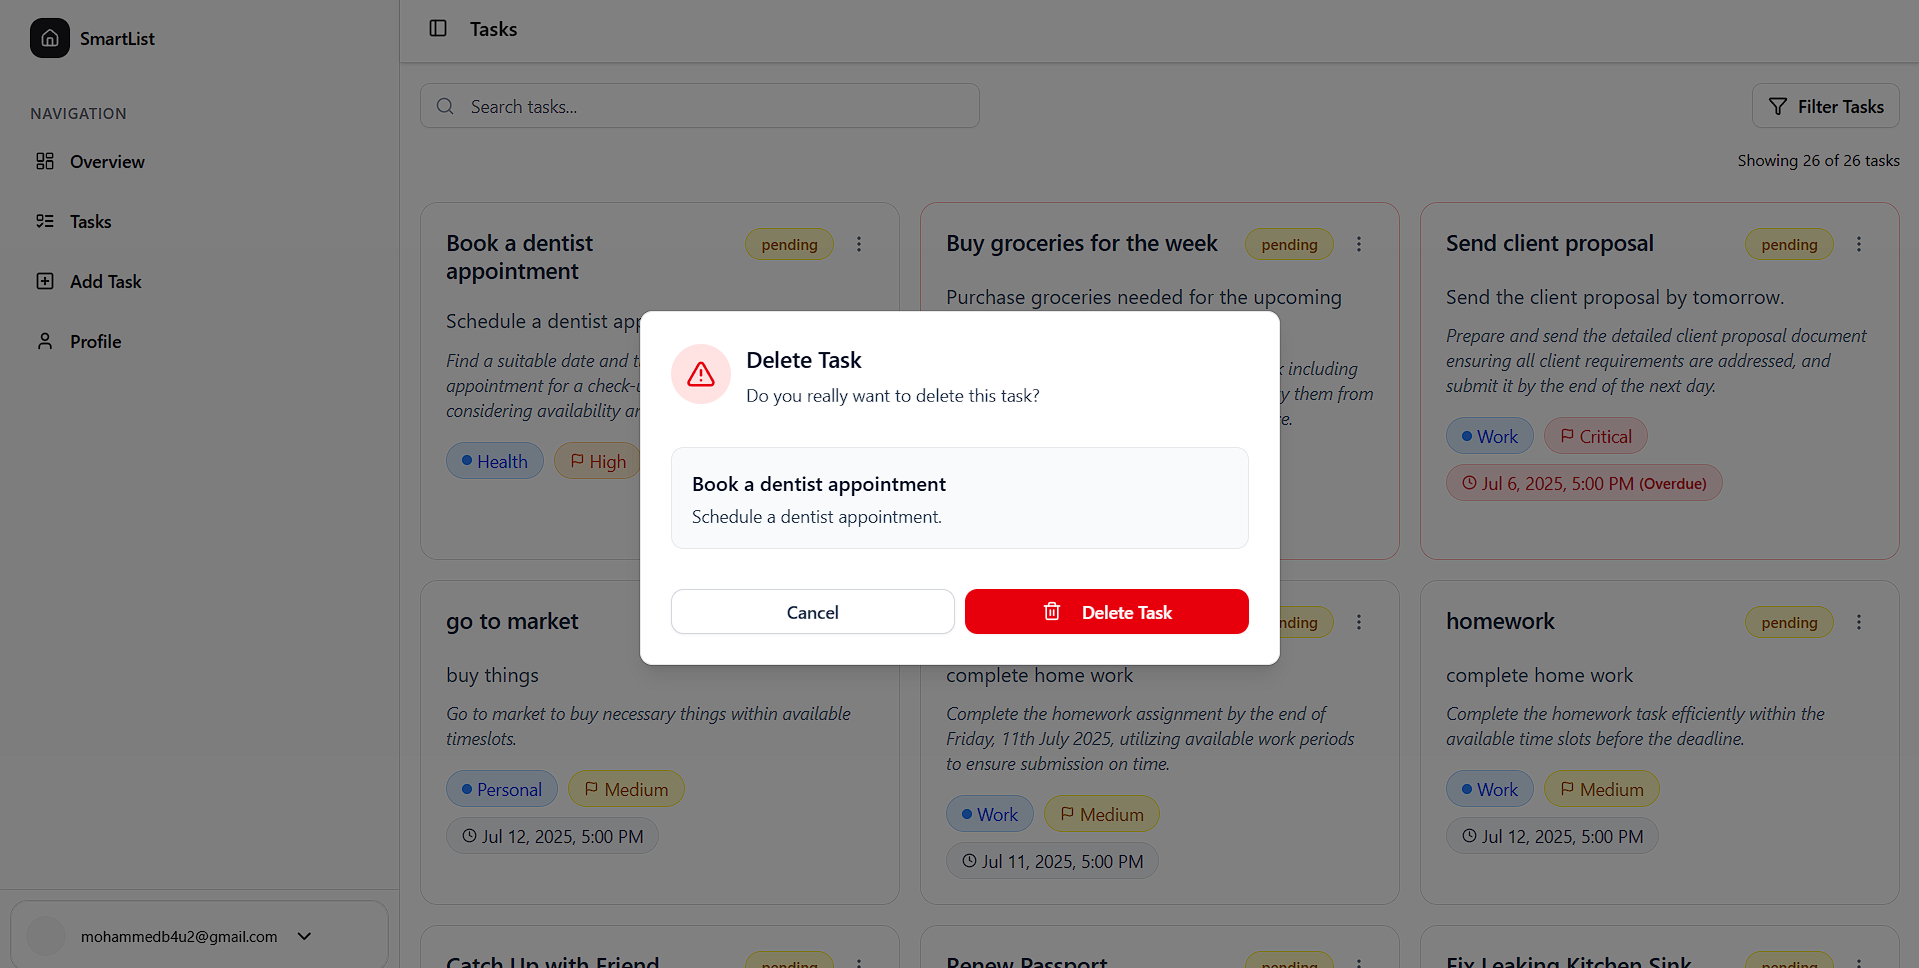 SmartList
NAVIGATION
Overview
Tasks
Add Task
Profile
mohammedb4u2@gmail.com
Tasks
Search tasks...
Filter Tasks
Showing 26 of 26 tasks
Book a dentist
appointment
pending
Schedule a dentist app
Find a suitable date and t
appointment for a check-u
considering availability an
Health
High
Buy groceries for the week
pending
Purchase groceries needed for the upcoming
k including
y them from
e.
Send client proposal
pending
Send the client proposal by tomorrow.
Prepare and send the detailed client proposal document
ensuring all client requirements are addressed, and
submit it by the end of the next day.
Work
Critical
Jul 6, 2025, 5:00 PM (Overdue)
Delete Task
Do you really want to delete this task?
Book a dentist appointment
Schedule a dentist appointment.
Cancel
Delete Task
go to market
buy things
Go to market to buy necessary things within available
timeslots.
Personal
Medium
Jul 12, 2025, 5:00 PM
nding
complete home work
Complete the homework assignment by the end of
Friday, 11th July 2025, utilizing available work periods
to ensure submission on time.
Work
Medium
Jul 11, 2025, 5:00 PM
homework
pending
complete home work
Complete the homework task efficiently within the
available time slots before the deadline.
Work
Medium
Jul 12, 2025, 5:00 PM
Catch Up with Friend
pending
Renew Passport
pending
Fix Leaking Kitchen Sink
pending